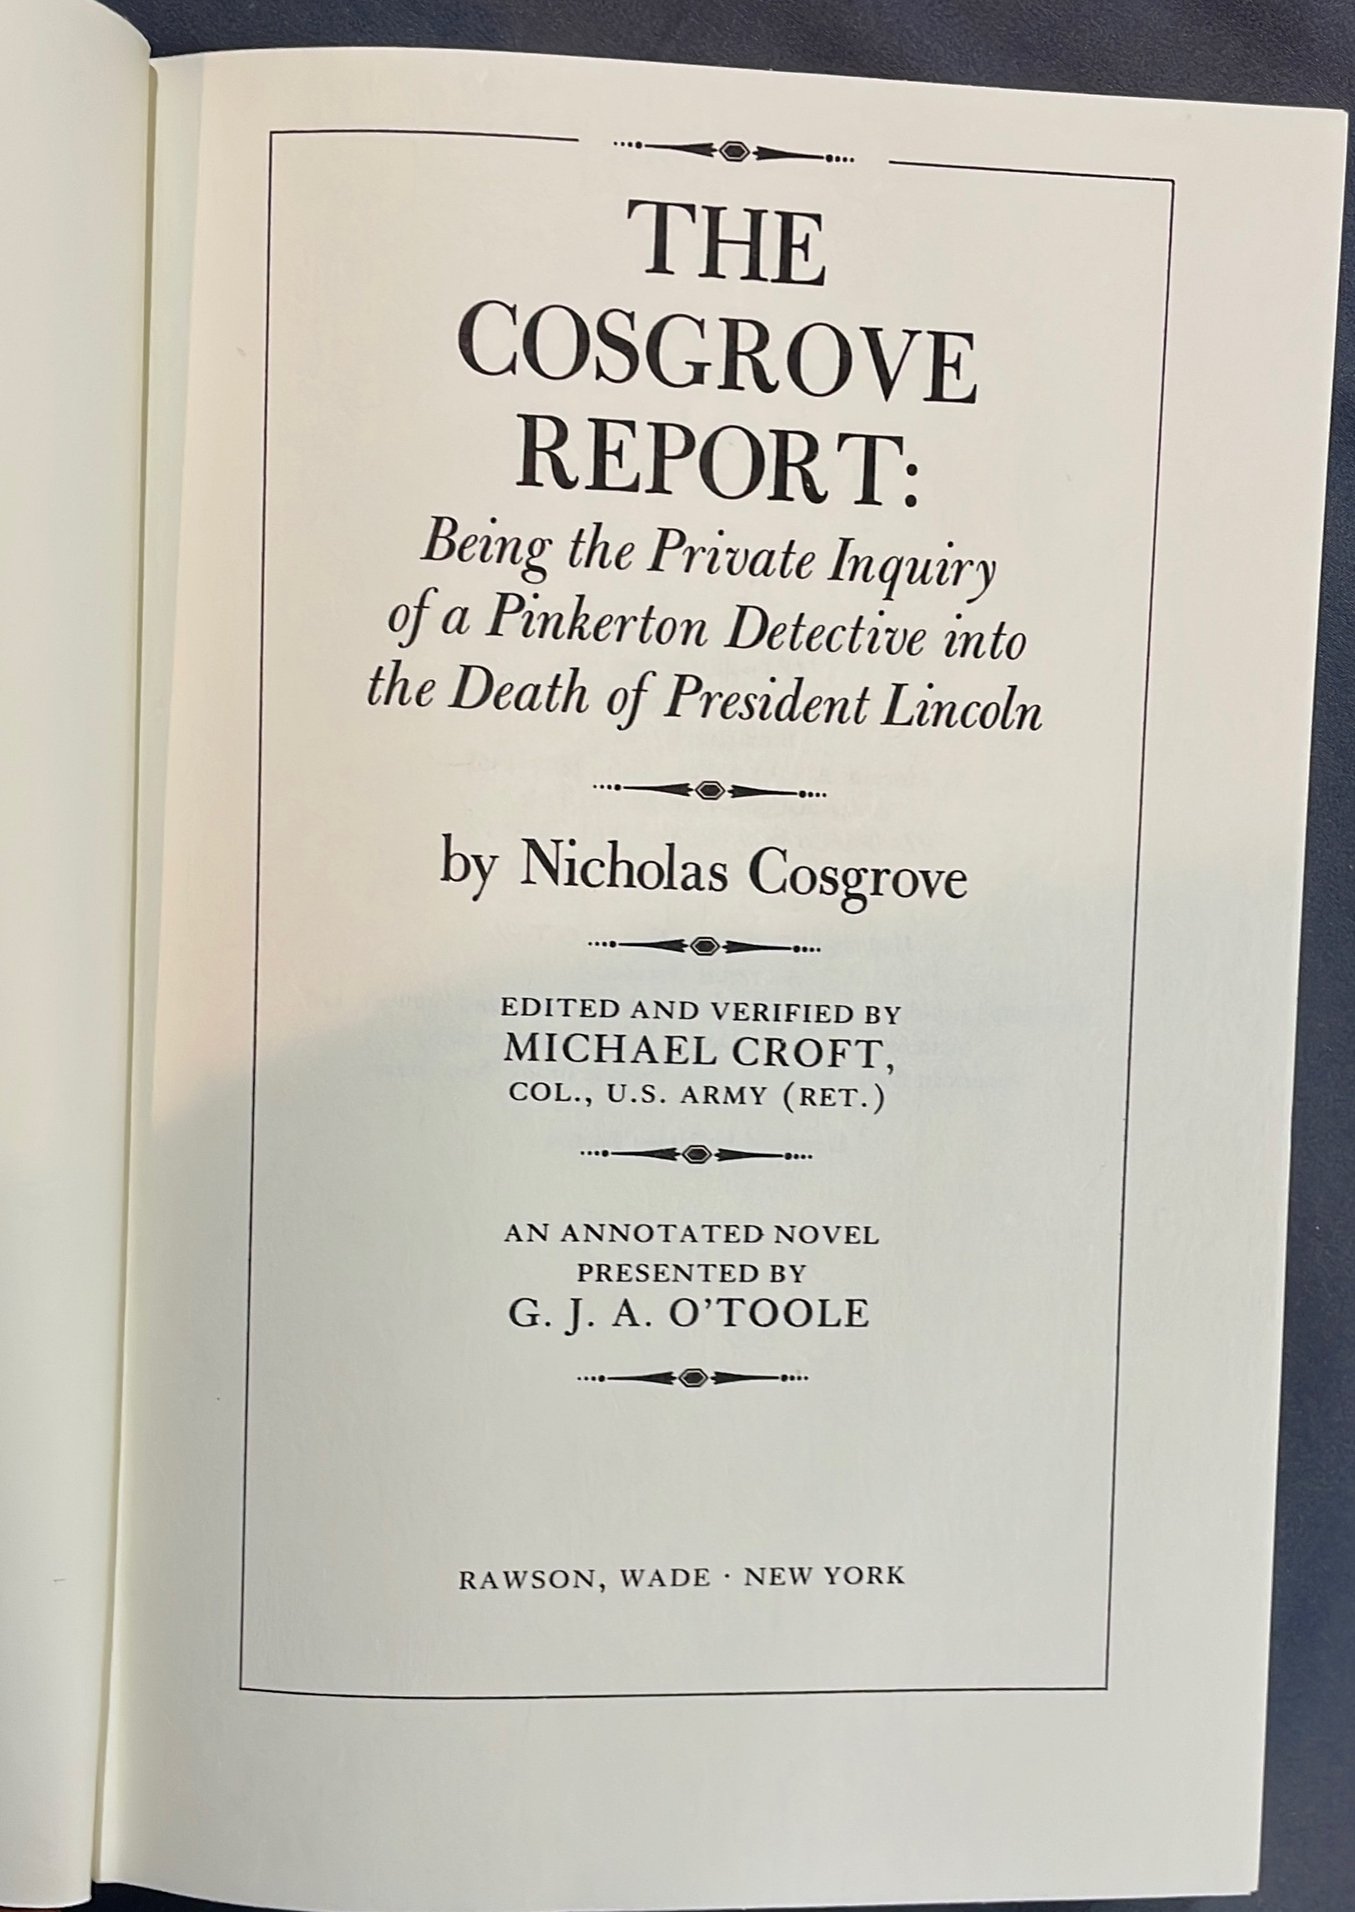 THE
COSGROVE
REPORT:
Being the Private Inquiry
of a Pinkerton Detective into
the Death of President Lincoln
by Nicholas Cosgrove
EDITED AND VERIFIED BY
MICHAEL CROFT,
COL., U.S. ARMY (RET.)
AN ANNOTATED NOVEL
PRESENTED BY
G. J. A. O'TOOLE
RAWSON, WADE · NEW YORK